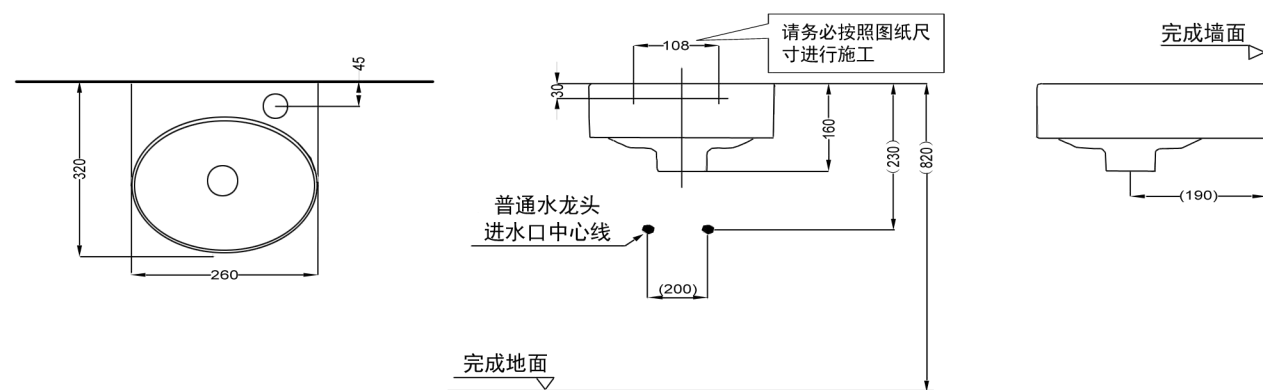 45
320
260
108
请务必按照图纸尺
寸进行施工
30
160
(230)
(820)
普通水龙头
进水口中心线
(200)
完成地面
完成墙面
(190)